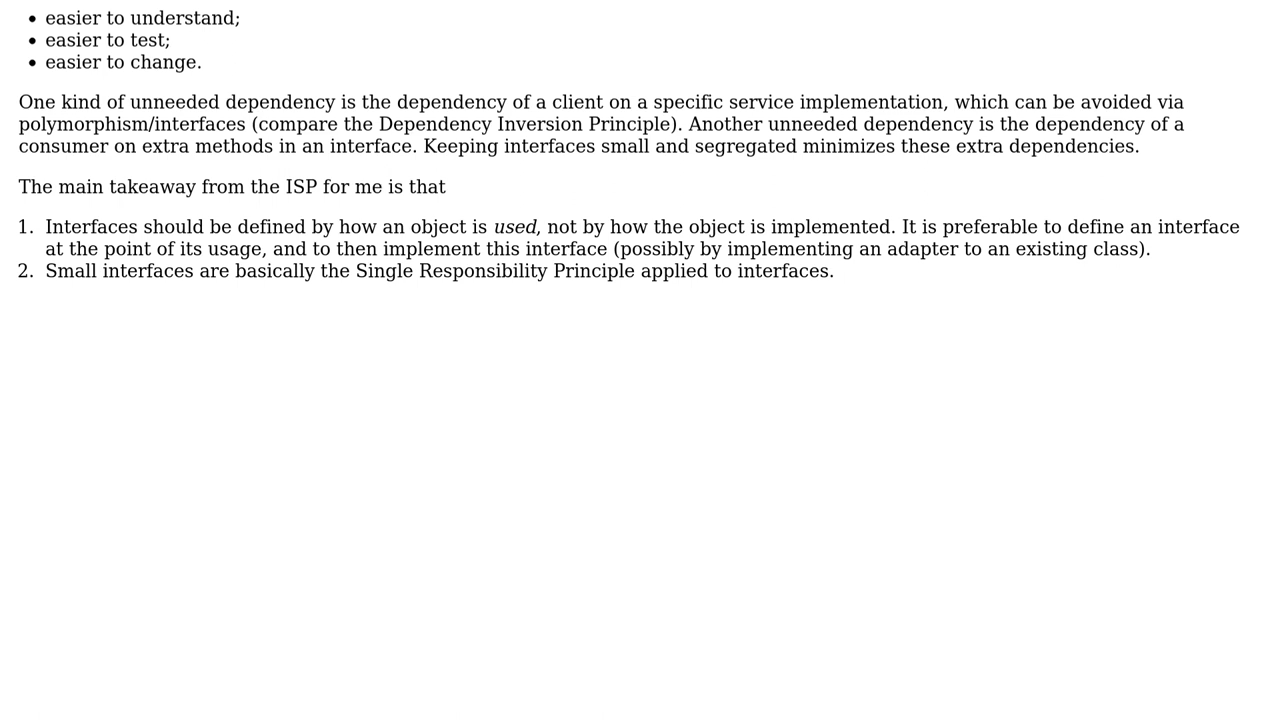 • easier to understand;
• easier to test;
• easier to change.
One kind of unneeded dependency is the dependency of a client on a specific service implementation, which can be avoided via
polymorphism/interfaces (compare the Dependency Inversion Principle). Another unneeded dependency is the dependency of a
consumer on extra methods in an interface. Keeping interfaces small and segregated minimizes these extra dependencies.
The main takeaway from the ISP for me is that
1. Interfaces should be defined by how an object is used, not by how the object is implemented. It is preferable to define an interface
at the point of its usage, and to then implement this interface (possibly by implementing an adapter to an existing class).
2. Small interfaces are basically the Single Responsibility Principle applied to interfaces.